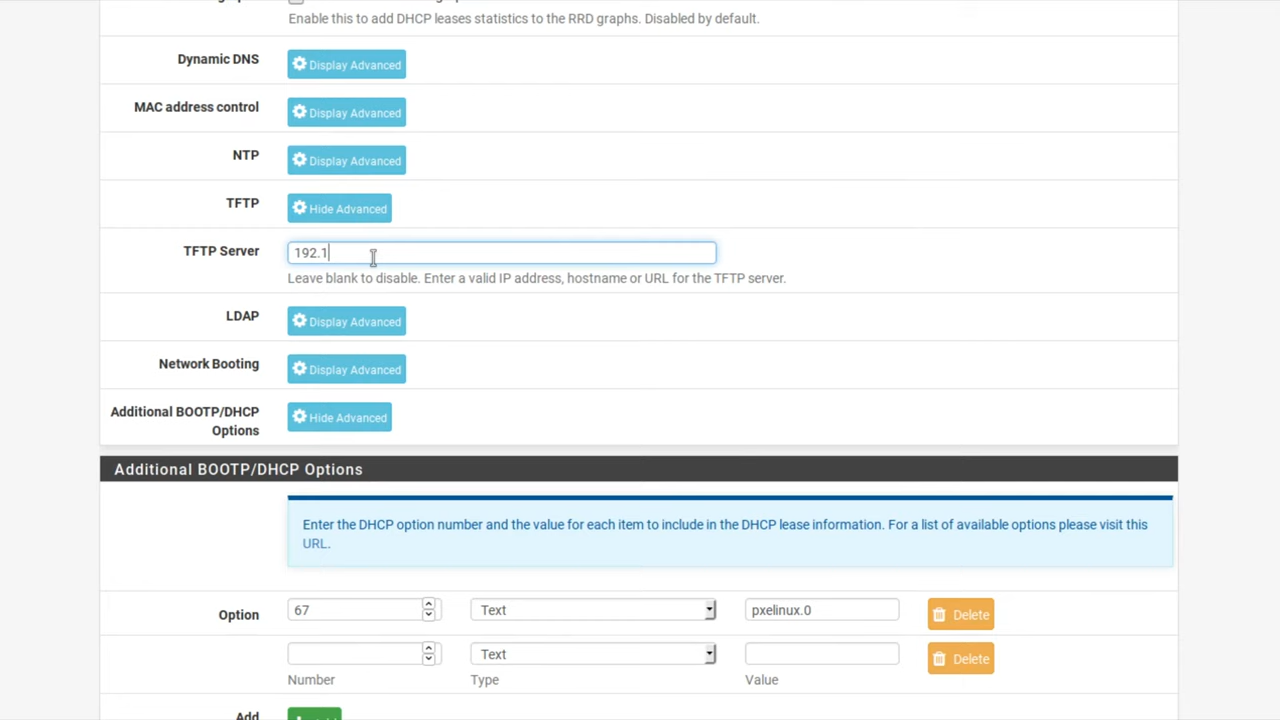 Enable this to add DHCP leases statistics to the RRD graphs. Disabled by default.
Dynamic DNS
Display Advanced
MAC address control
Display Advanced
NTP
Display Advanced
TFTP
Hide Advanced
TFTP Server
192.1
Leave blank to disable. Enter a valid IP address, hostname or URL for the TFTP server.
LDAP
Display Advanced
Network Booting
Display Advanced
Additional BOOTP/DHCP
Options
Hide Advanced
Additional BOOTP/DHCP Options
Enter the DHCP option number and the value for each item to include in the DHCP lease information. For a list of available options please visit this
URL.
Option
67
Text
pxelinux.0
Delete
Text
Delete
Number
Type
Value
Add